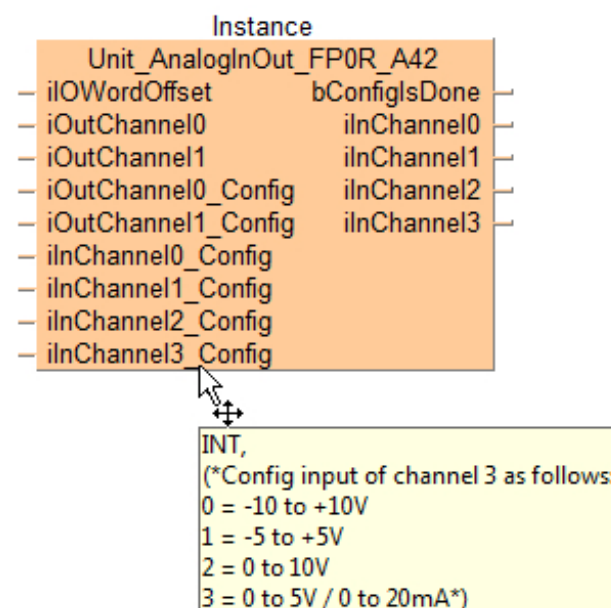 Instance
Unit_AnalogInOut_FP0R_A42
iIOWordOffset bConfigIsDone
iOutChannel0 iInChannel0
iOutChannel1 iInChannel1
iOutChannel0_Config iInChannel2
iOutChannel1_Config iInChannel3
iInChannel0_Config
iInChannel1_Config
iInChannel2_Config
iInChannel3_Config
INT,
(*Config input of channel 3 as follows:
0 = -10 to +10V
1 = -5 to +5V
2 = 0 to 10V
3 = 0 to 5V / 0 to 20mA*)